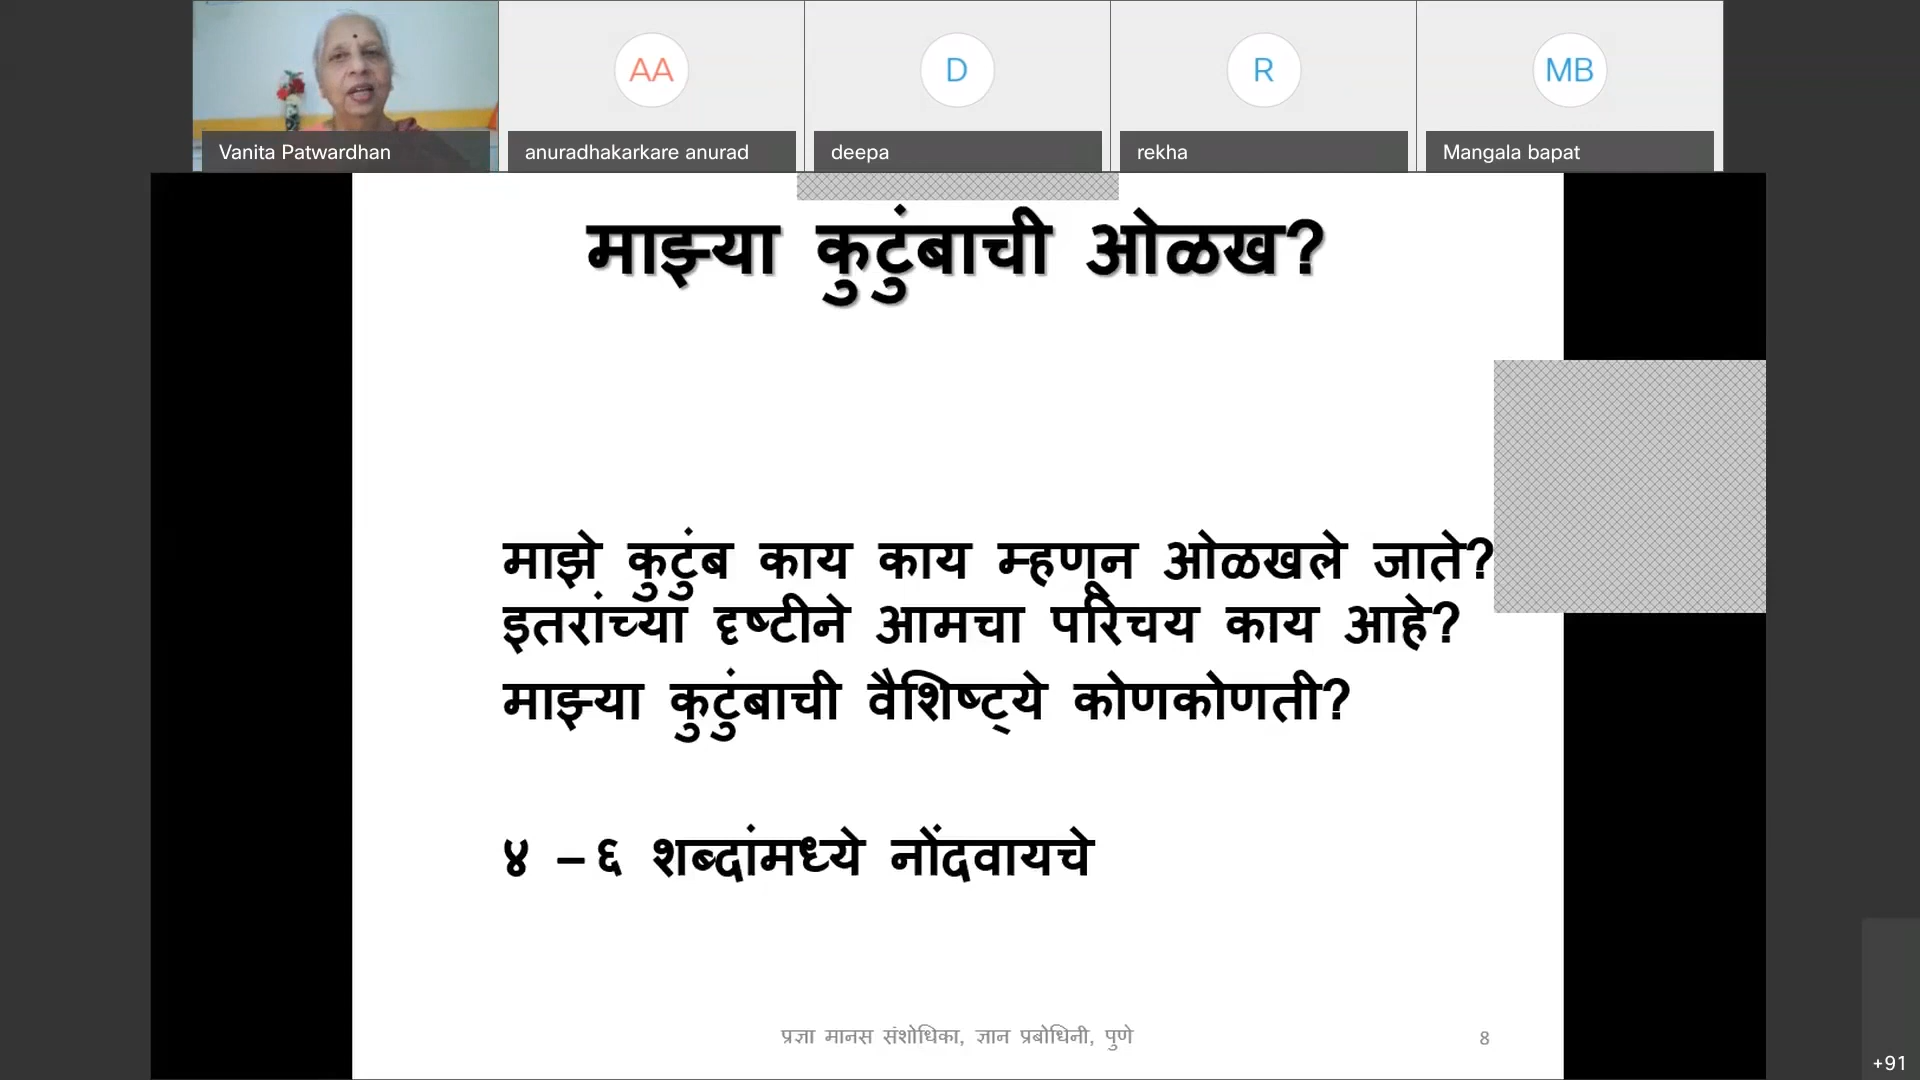 AA
D
R
MB
Vanita Patwardhan
anuradhakarkare anurad
deepa
rekha
Mangala bapat
माझ्या कुटुंबाची ओळख?
माझे कुटुंब काय काय म्हणून ओळखले जाते?
इतरांच्या दृष्टीने आमचा परिचय काय आहे?
माझ्या कुटुंबाची वैशिष्ट्ये कोणकोणती?
४ – ६ शब्दांमध्ये नोंदवायचे
प्रज्ञा मानस संशोधिका, ज्ञान प्रबोधिनी, पुणे
8
+91